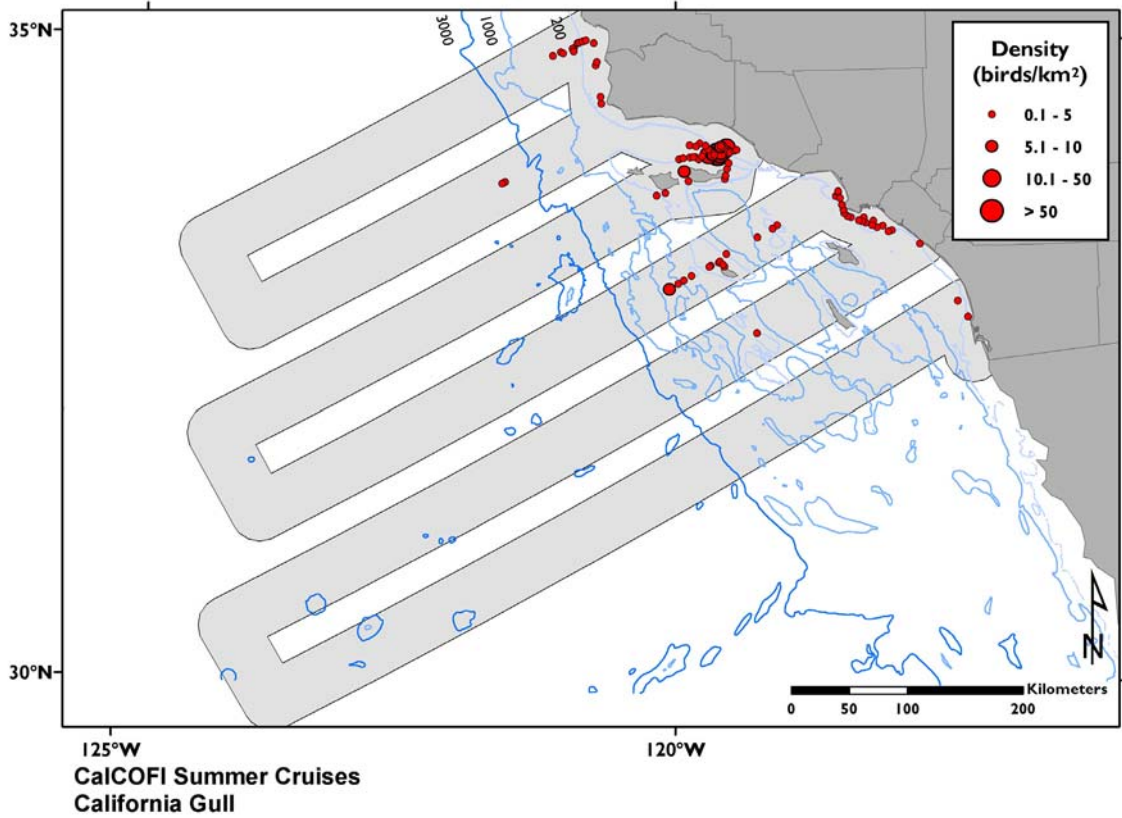 35°N
3000
1000
200
Density
(birds/km²)
0.1 - 5
5.1 - 10
10.1 - 50
> 50
30°N
N
Kilometers
0 50 100 200
125°W 120°W
CalCOFI Summer Cruises
California Gull